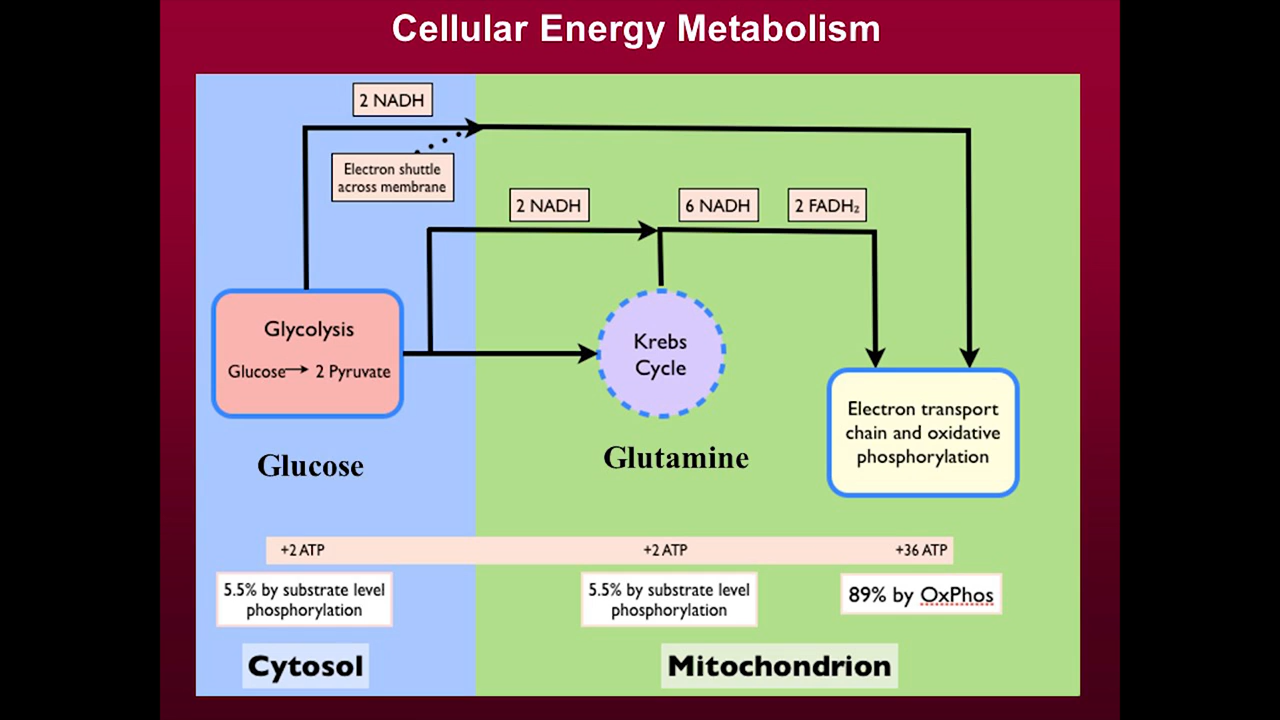 Cellular Energy Metabolism
2 NADH
Electron shuttle
across membrane
2 NADH
6 NADH
2 FADH₂
Glycolysis
Glucose→ 2 Pyruvate
Krebs
Cycle
Electron transport
chain and oxidative
phosphorylation
Glucose
Glutamine
+2 ATP
+2 ATP
+36 ATP
5.5% by substrate level
phosphorylation
5.5% by substrate level
phosphorylation
89% by OxPhos
Cytosol
Mitochondrion